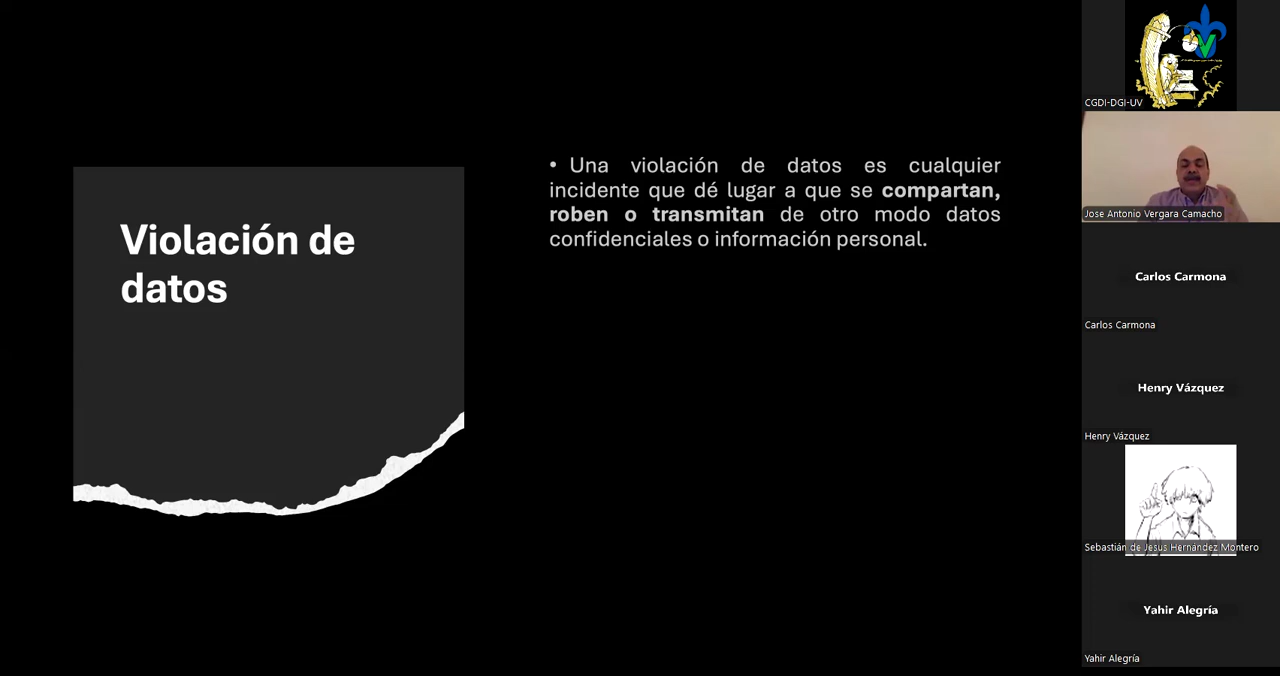 Violación de
datos
• Una violación de datos es cualquier
incidente que dé lugar a que se compartan,
roben o transmitan de otro modo datos
confidenciales o información personal.
CGDI-DGI-UV
Jose Antonio Vergara Camacho
Carlos Carmona
Carlos Carmona
Henry Vázquez
Henry Vázquez
Sebastián de Jesús Hernández Montero
Yahir Alegría
Yahir Alegría